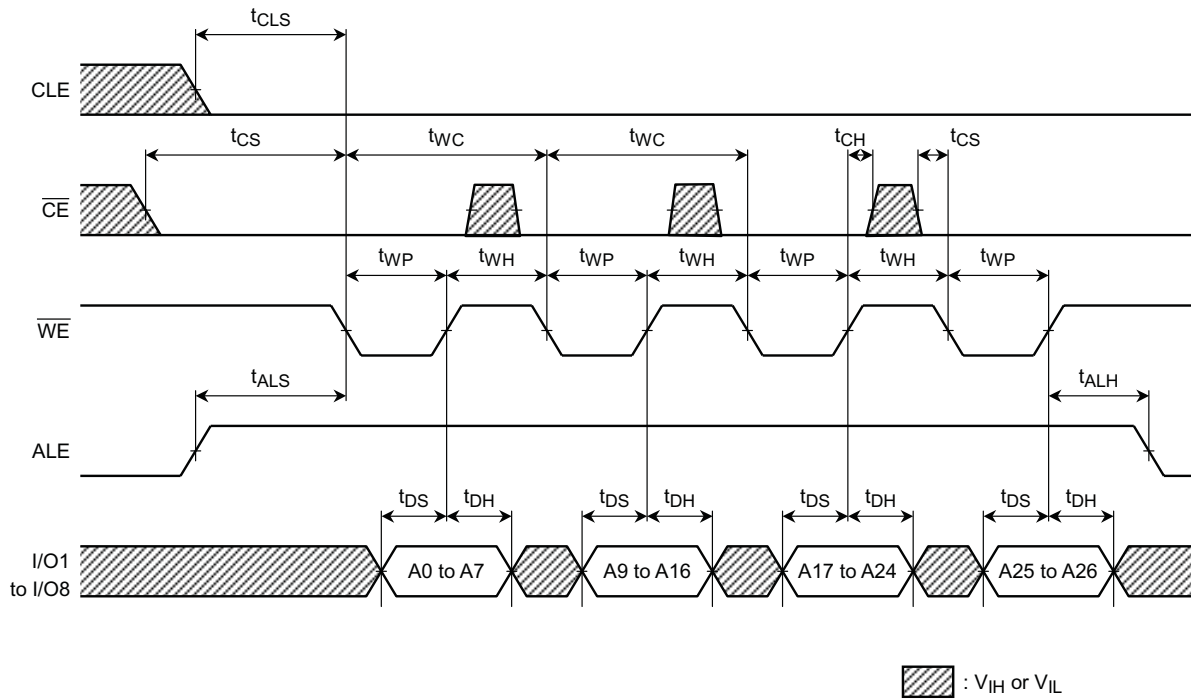 tCLS
CLE
tCS tWC tWC tCH tCS
CE
tWP tWH tWP tWH tWP tWH tWP
WE
tALS tALH
ALE
tDS tDH tDS tDH tDS tDH tDS tDH
I/O1
to I/O8
A0 to A7 A9 to A16 A17 to A24 A25 to A26
: VIH or VIL